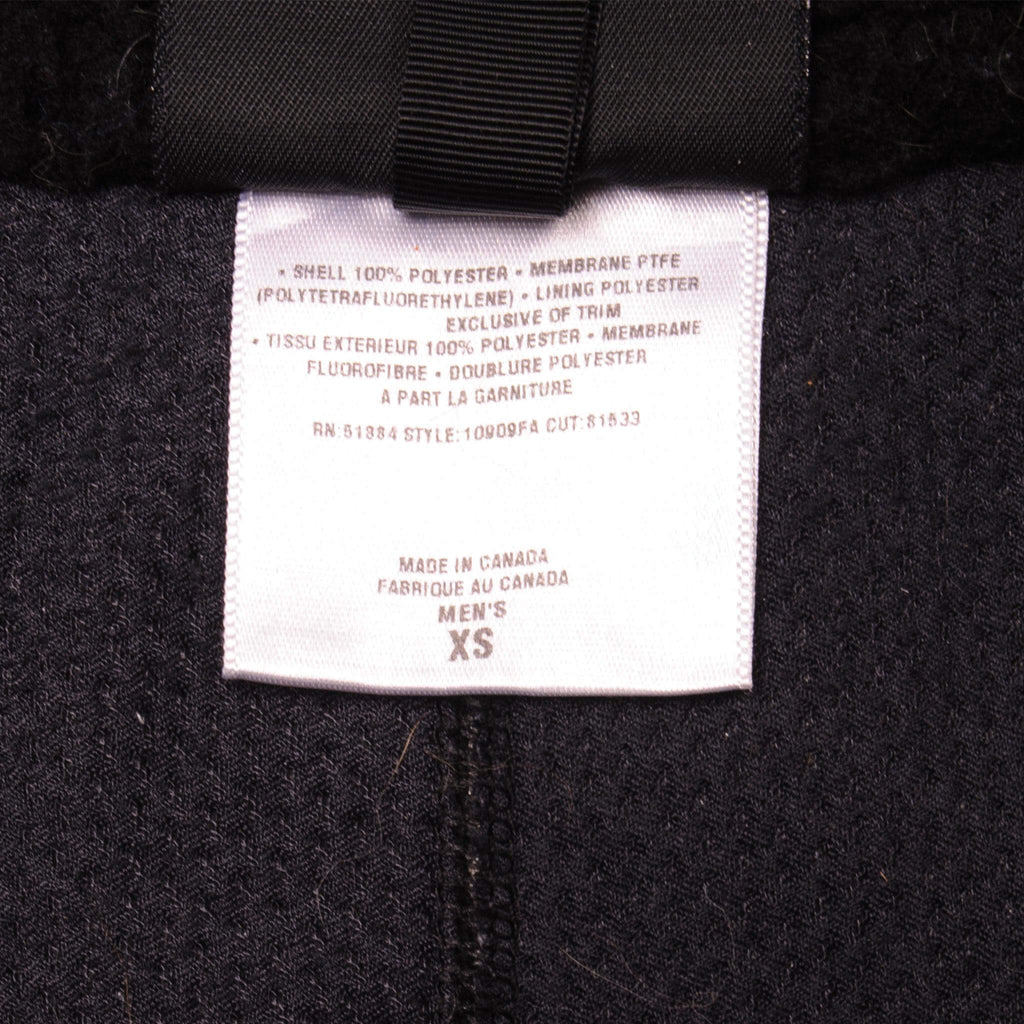 • SHELL 100% POLYESTER • MEMBRANE PTFE
(POLYTETRAFLUORETHYLENE) • LINING POLYESTER
EXCLUSIVE OF TRIM
• TISSU EXTERIEUR 100% POLYESTER • MEMBRANE
FLUOROFIBRE • DOUBLURE POLYESTER
A PART LA GARNITURE
RN:51884 STYLE:10909FA CUT:81533
MADE IN CANADA
FABRIQUE AU CANADA
MEN'S
XS